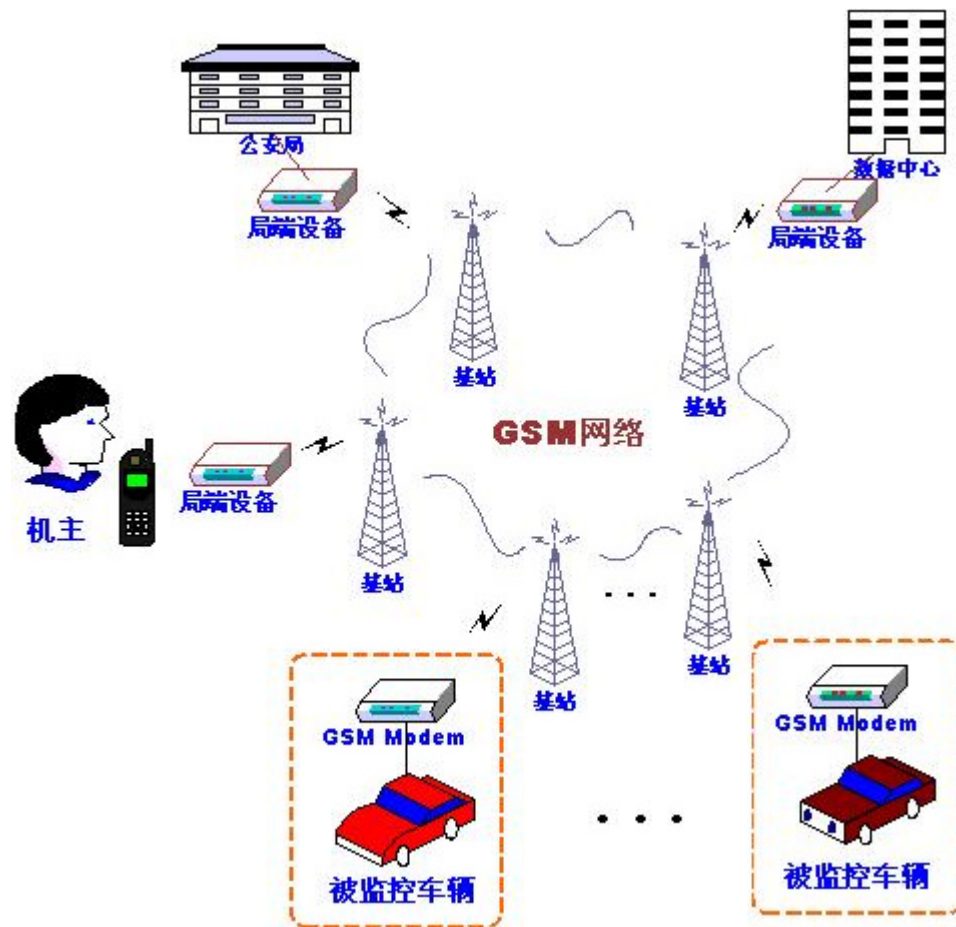 公安局
数据中心
局端设备
局端设备
基站
基站
GSM网络
局端设备
机主
基站
基站
基站
GSM Modem
GSM Modem
被监控车辆
被监控车辆